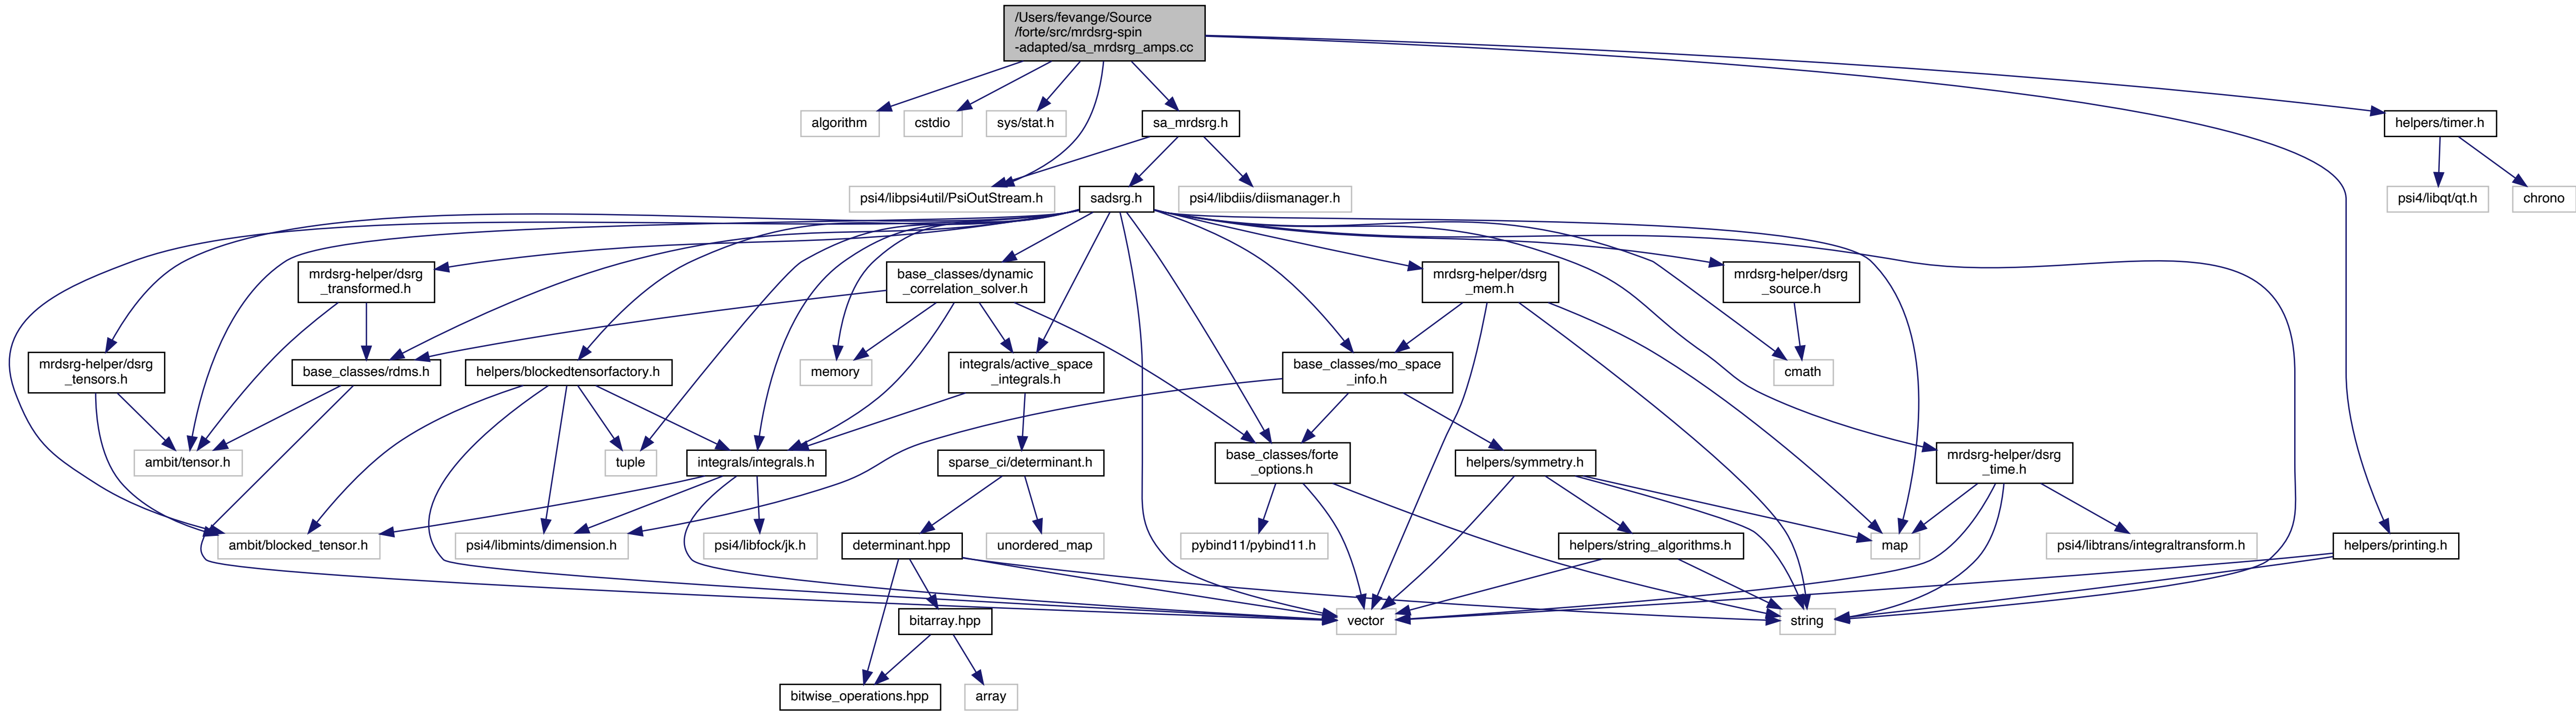 /Users/fevange/Source
/forte/src/mrdsrg-spin
-adapted/sa_mrdsrg_amps.cc
algorithm
cstdio
sys/stat.h
sa_mrdsrg.h
helpers/timer.h
psi4/libpsi4util/PsiOutStream.h
sadsrg.h
psi4/libdiis/diismanager.h
psi4/libqt/qt.h
chrono
mrdsrg-helper/dsrg
_transformed.h
base_classes/dynamic
_correlation_solver.h
mrdsrg-helper/dsrg
_mem.h
mrdsrg-helper/dsrg
_source.h
mrdsrg-helper/dsrg
_tensors.h
base_classes/rdms.h
helpers/blockedtensorfactory.h
memory
integrals/active_space
_integrals.h
base_classes/mo_space
_info.h
cmath
ambit/tensor.h
tuple
integrals/integrals.h
sparse_ci/determinant.h
base_classes/forte
_options.h
helpers/symmetry.h
mrdsrg-helper/dsrg
_time.h
ambit/blocked_tensor.h
psi4/libmints/dimension.h
psi4/libfock/jk.h
determinant.hpp
unordered_map
pybind11/pybind11.h
helpers/string_algorithms.h
map
psi4/libtrans/integraltransform.h
helpers/printing.h
bitarray.hpp
vector
string
bitwise_operations.hpp
array